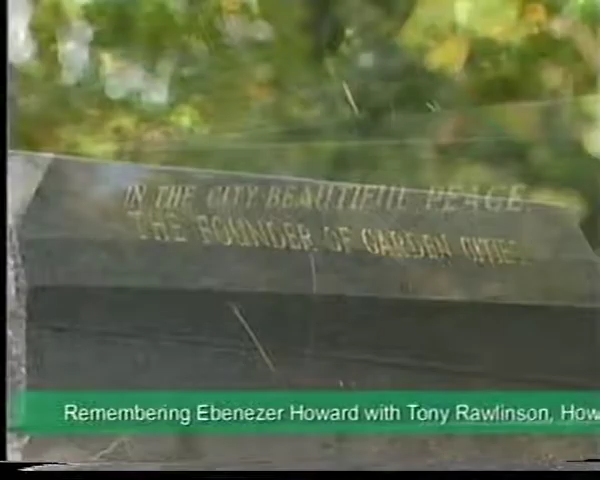 IN THE CITY BEAUTIFUL PEACE
THE FOUNDER OF GARDEN CITIES
Remembering Ebenezer Howard with Tony Rawlinson, How